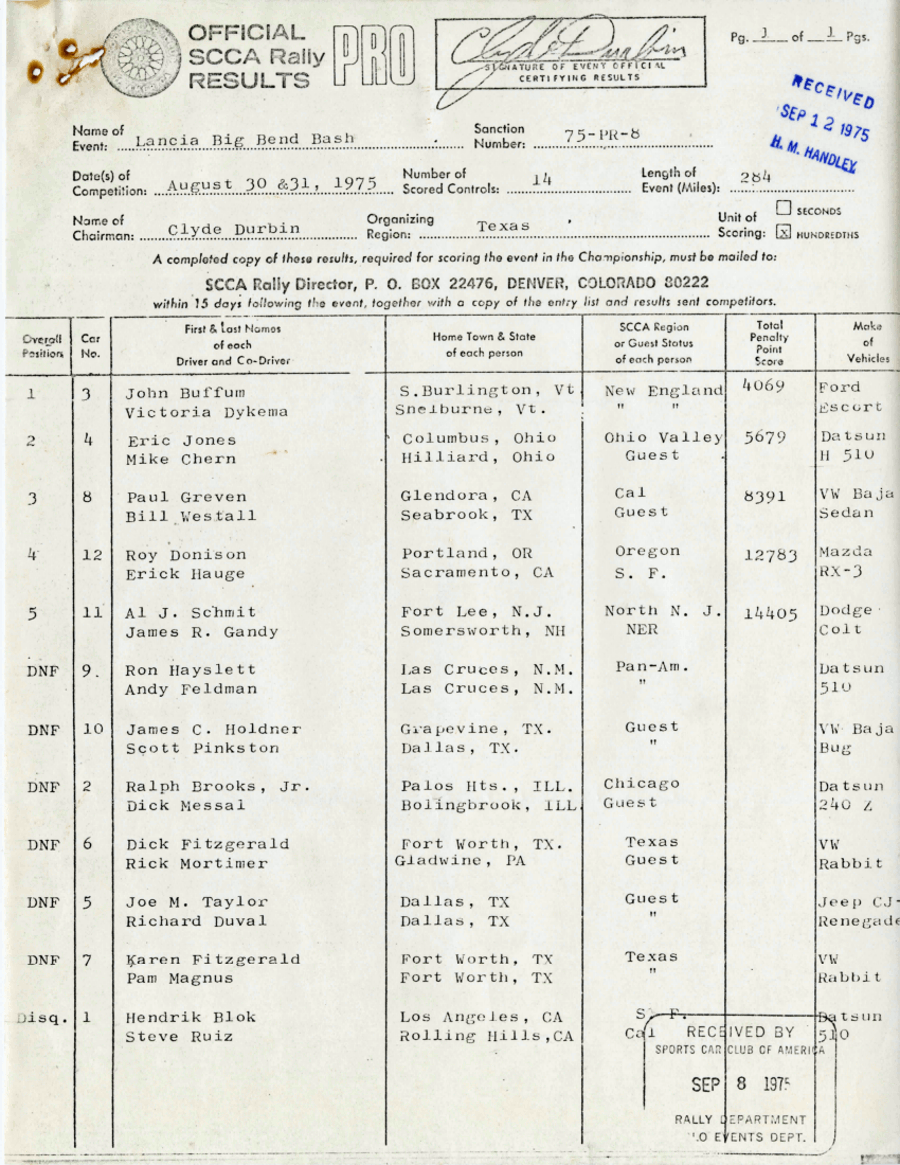 OFFICIAL
SCCA Rally
RESULTS
PRO
Clyde Durbin
SIGNATURE OF EVENT OFFICIAL
CERTIFYING RESULTS
Pg. 1 of 1 Pgs.
RECEIVED
SEP 12 1975
H. M. HANDLEY
Name of
Event: Lancia Big Bend Bash
Sanction
Number: 75-PR-8
Date(s) of
Competition: August 30 &31, 1975
Number of
Scored Controls: 14
Length of
Event (Miles): 284
Name of
Chairman: Clyde Durbin
Organizing
Region: Texas
Unit of
Scoring:
SECONDS
x HUNDREDTHS
A completed copy of these results, required for scoring the event in the Championship, must be mailed to:
SCCA Rally Director, P. O. BOX 22476, DENVER, COLORADO 80222
within 15 days following the event, together with a copy of the entry list and results sent competitors.
Overall
Position
Car
No.
First & Last Names
of each
Driver and Co-Driver
Home Town & State
of each person
SCCA Region
or Guest Status
of each person
Total
Penalty
Point
Score
Make
of
Vehicles
1 3 John Buffum S.Burlington, Vt New England 4069 Ford
Victoria Dykema Snelburne, Vt. " " Escort
2 4 Eric Jones Columbus, Ohio Ohio Valley 5679 Datsun
Mike Chern Hilliard, Ohio Guest H 510
3 8 Paul Greven Glendora, CA Cal 8391 VW Baja
Bill Westall Seabrook, TX Guest Sedan
4 12 Roy Donison Portland, OR Oregon 12783 Mazda
Erick Hauge Sacramento, CA S. F. RX-3
5 11 Al J. Schmit Fort Lee, N.J. North N. J. 14405 Dodge
James R. Gandy Somersworth, NH NER Colt
DNF 9. Ron Hayslett Las Cruces, N.M. Pan-Am. Datsun
Andy Feldman Las Cruces, N.M. " 510
DNF 10 James C. Holdner Grapevine, TX. Guest VW Baja
Scott Pinkston Dallas, TX. " Bug
DNF 2 Ralph Brooks, Jr. Palos Hts., ILL. Chicago Datsun
Dick Messal Bolingbrook, ILL Guest 240 Z
DNF 6 Dick Fitzgerald Fort Worth, TX. Texas VW
Rick Mortimer Gladwine, PA Guest Rabbit
DNF 5 Joe M. Taylor Dallas, TX Guest Jeep CJ-
Richard Duval Dallas, TX " Renegade
DNF 7 Karen Fitzgerald Fort Worth, TX Texas VW
Pam Magnus Fort Worth, TX " Rabbit
Disq. 1 Hendrik Blok Los Angeles, CA S. F. Datsun
Steve Ruiz Rolling Hills,CA Cal 510
RECEIVED BY
SPORTS CAR CLUB OF AMERICA
SEP 8 1975
RALLY DEPARTMENT
EVENTS DEPT.